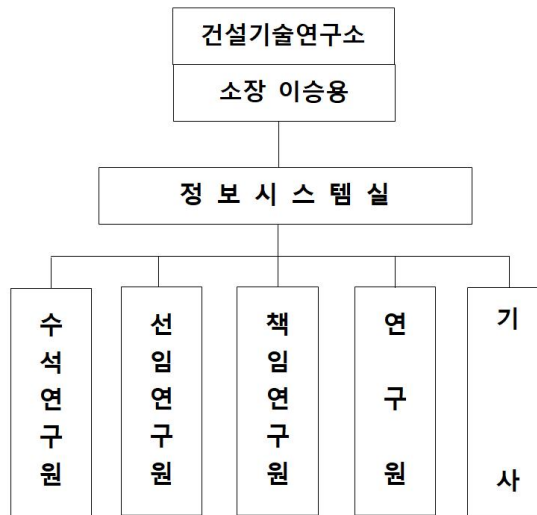 건설기술연구소
소장 이승용
정 보 시 스 템 실
수석연구원
선임연구원
책임연구원
연구원
기사